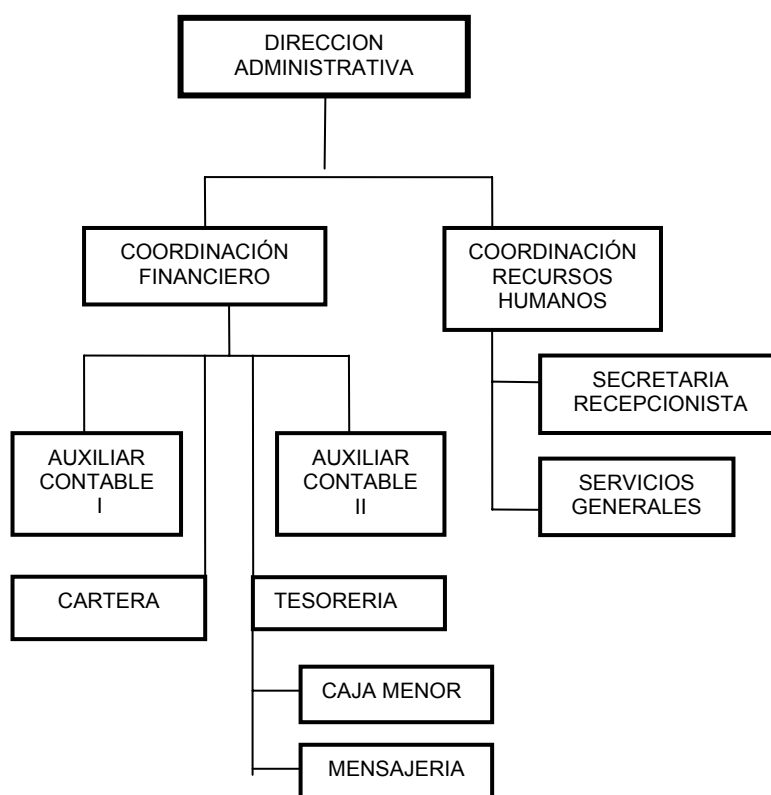 DIRECCION
ADMINISTRATIVA
COORDINACIÓN
FINANCIERO
COORDINACIÓN
RECURSOS
HUMANOS
SECRETARIA
RECEPCIONISTA
AUXILIAR
CONTABLE
I
AUXILIAR
CONTABLE
II
SERVICIOS
GENERALES
CARTERA
TESORERIA
CAJA MENOR
MENSAJERIA